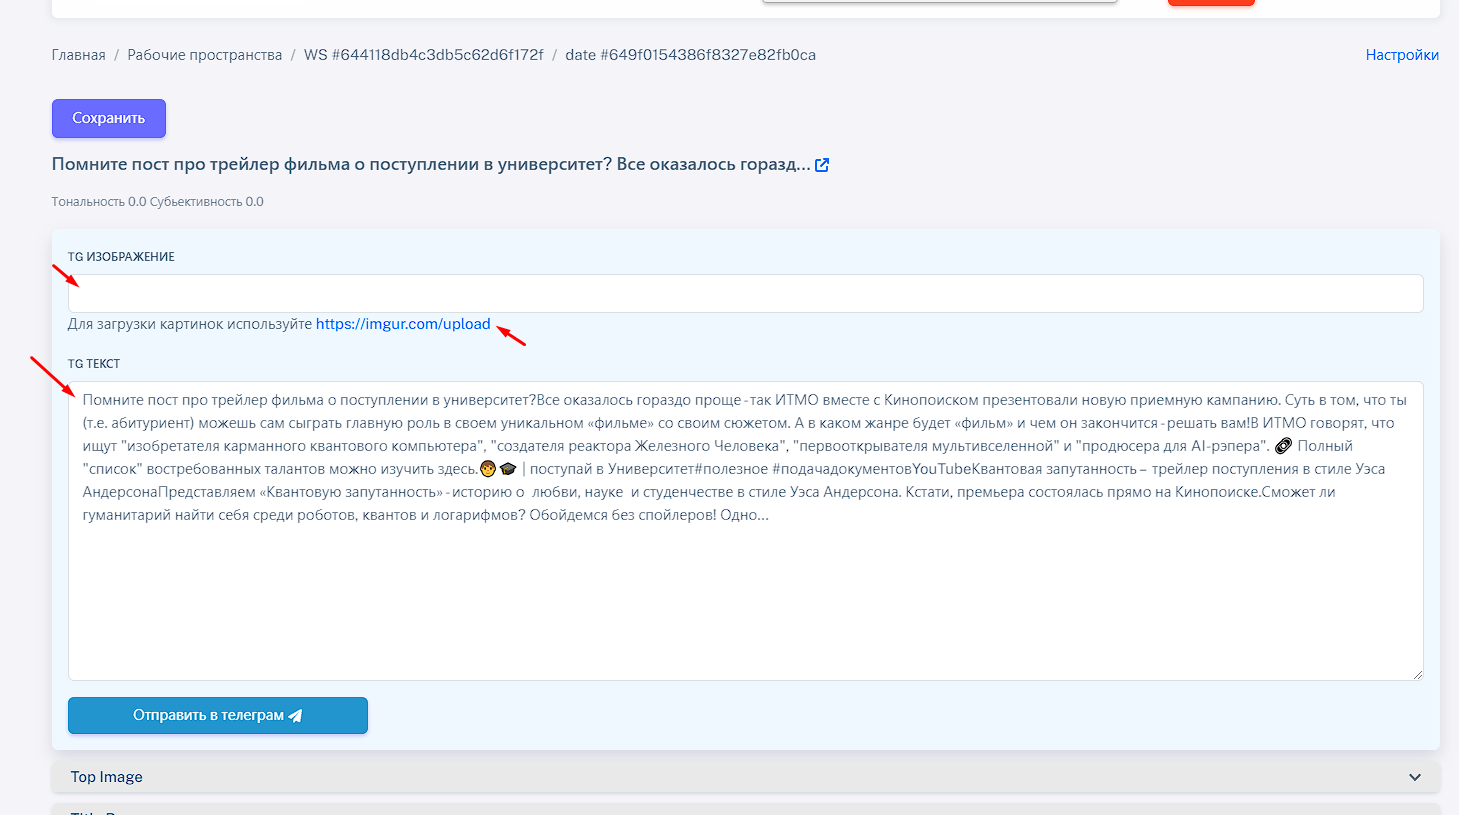 Главная / Рабочие пространства / WS #644118db4c3db5c62d6f172f / date #649f0154386f8327e82fb0ca Настройки
Сохранить
Помните пост про трейлер фильма о поступлении в университет? Все оказалось горазд...
Тональность 0.0 Субъективность 0.0
TG ИЗОБРАЖЕНИЕ
Для загрузки картинок используйте https://imgur.com/upload
TG ТЕКСТ
Помните пост про трейлер фильма о поступлении в университет?Все оказалось гораздо проще - так ИТМО вместе с Кинопоиском презентовали новую приемную кампанию. Суть в том, что ты
(т.е. абитуриент) можешь сам сыграть главную роль в своем уникальном «фильме» со своим сюжетом. А в каком жанре будет «фильм» и чем он закончится - решать вам!В ИТМО говорят, что
ищут "изобретателя карманного квантового компьютера", "создателя реактора Железного Человека", "первооткрывателя мультивселенной" и "продюсера для AI-рэпера". Полный
"список" востребованных талантов можно изучить здесь. | поступай в Университет#полезное #подачадокументовYouTubeКвантовая запутанность – трейлер поступления в стиле Уэса
АндерсонаПредставляем «Квантовую запутанность» - историю о любви, науке и студенчестве в стиле Уэса Андерсона. Кстати, премьера состоялась прямо на Кинопоиске.Сможет ли
гуманитарий найти себя среди роботов, квантов и логарифмов? Обойдемся без спойлеров! Одно...
Отправить в телеграм
Top Image